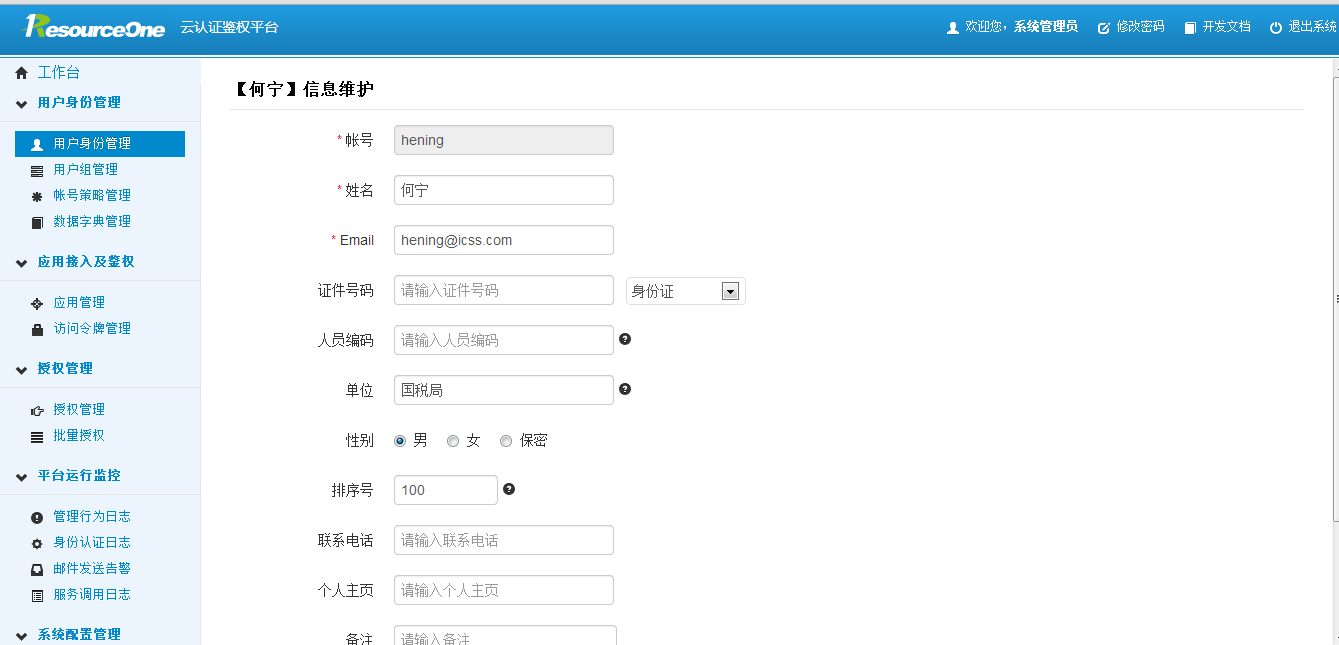 ResourceOne 云认证鉴权平台 欢迎您，系统管理员 修改密码 开发文档 退出系统
工作台
用户身份管理
用户身份管理
用户组管理
帐号策略管理
数据字典管理
应用接入及鉴权
应用管理
访问令牌管理
授权管理
授权管理
批量授权
平台运行监控
管理行为日志
身份认证日志
邮件发送告警
服务调用日志
系统配置管理
【何宁】信息维护
* 帐号 hening
* 姓名 何宁
* Email hening@icss.com
证件号码 请输入证件号码 身份证
人员编码 请输入人员编码
单位 国税局
性别 男 女 保密
排序号 100
联系电话 请输入联系电话
个人主页 请输入个人主页
备注 请输入备注